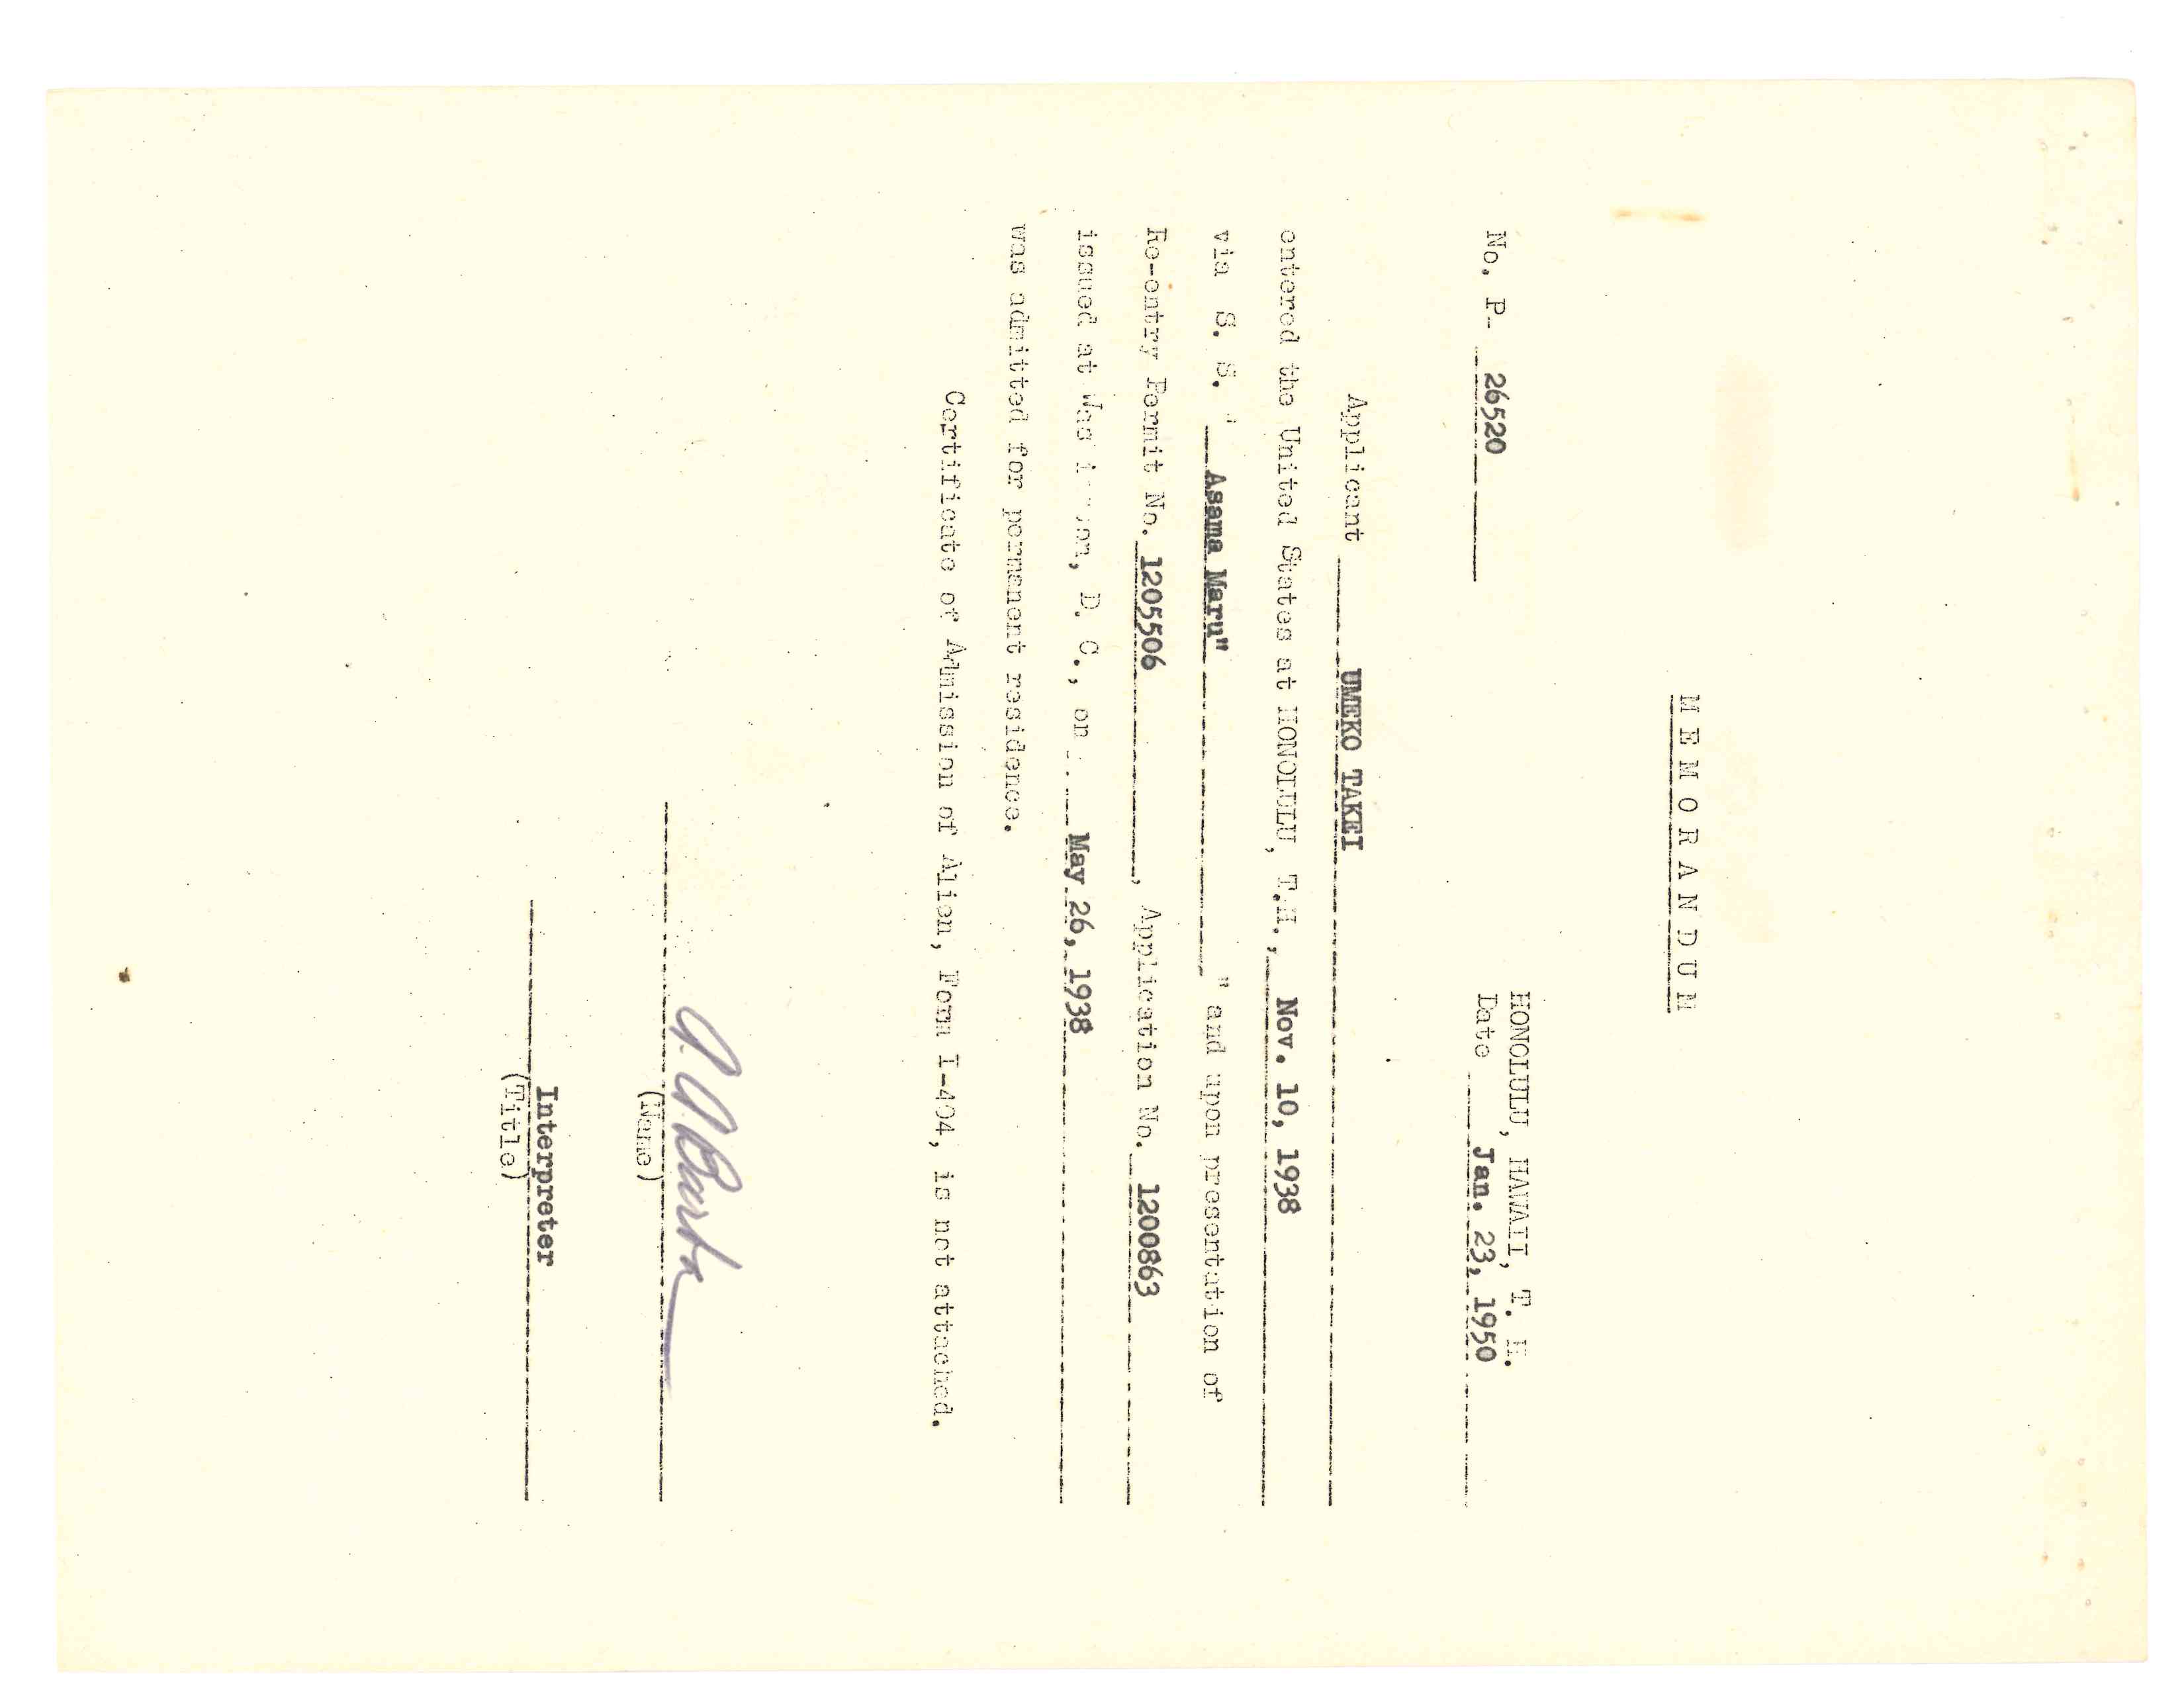 MEMORANDUM
HONOLULU, HAWAII, T. H.
No. P- 26520
Date Jan. 23, 1950
Applicant UMEKO TAKEI
entered the United States at HONOLULU, T.H., Nov. 10, 1938
via S. S. "Asama Maru" " and upon presentation of
Re-entry Permit No. 1205506, Application No. 1200863
issued at Washington, D. C., on May 26, 1938
was admitted for permanent residence.
Certificate of Admission of Alien, Form I-404, is not attached.
A. A Barba
(Name)
Interpreter
(Title)